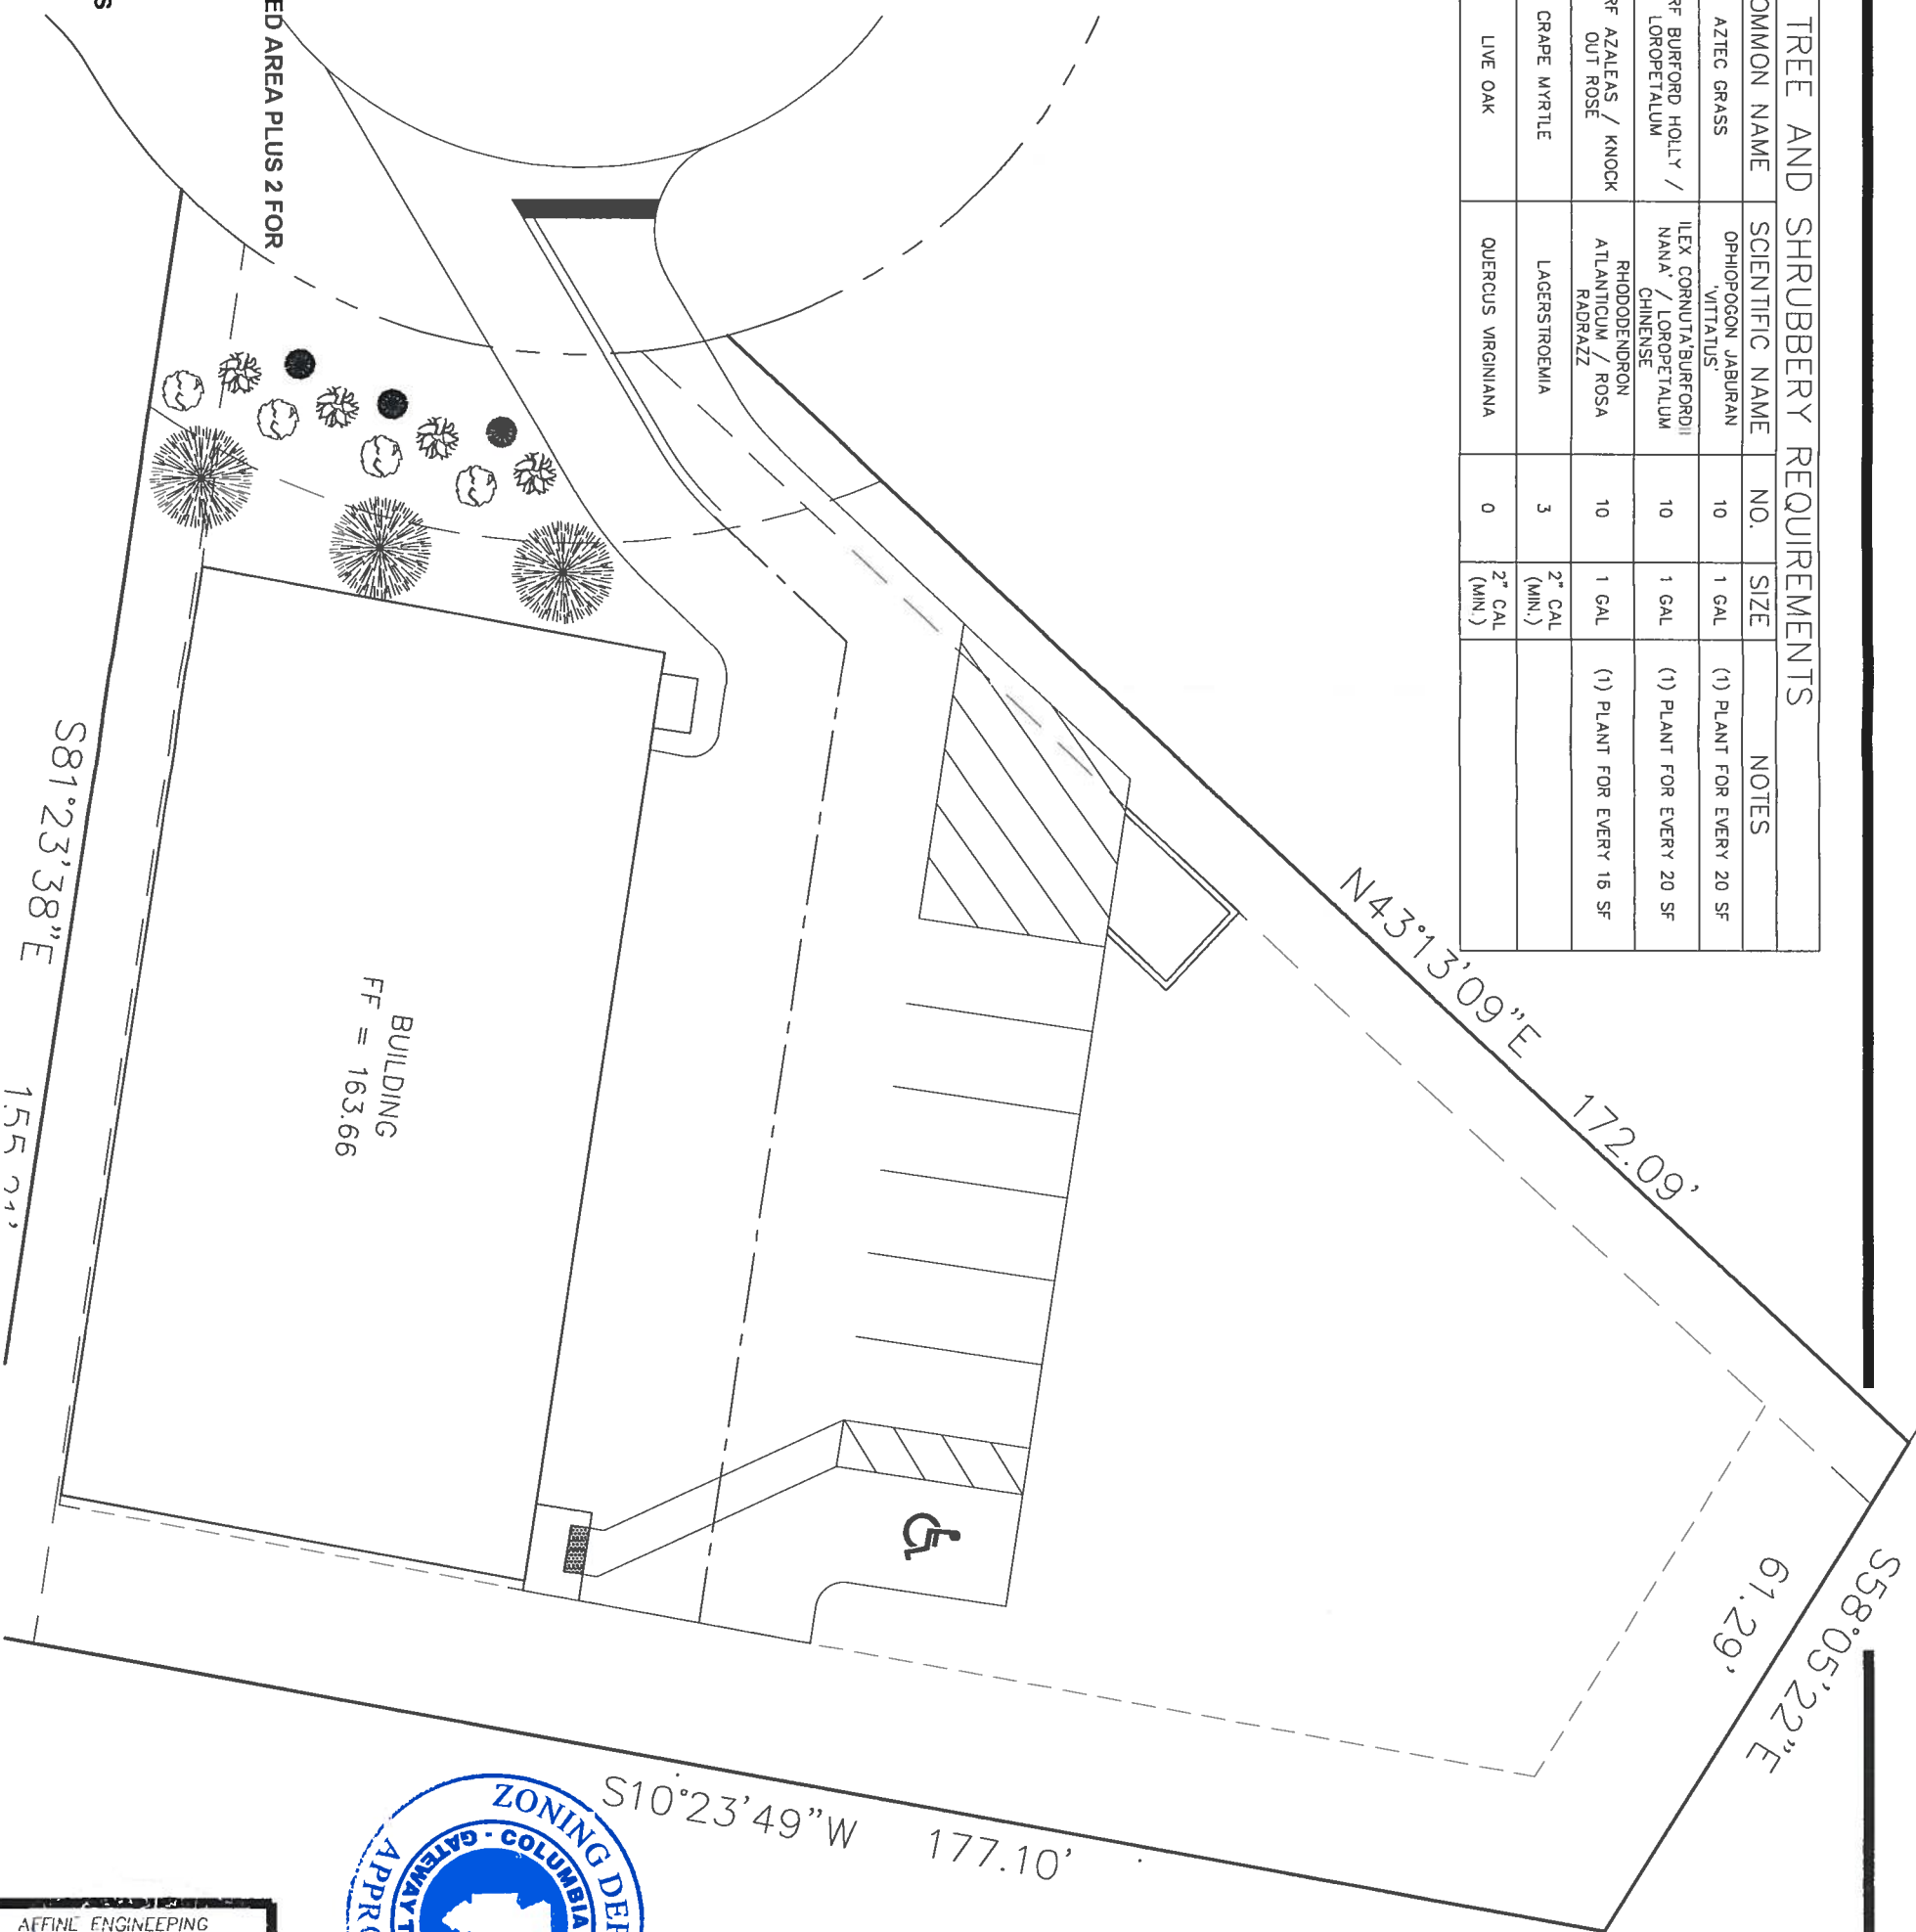 TREE AND SHRUBBERY REQUIREMENTS
OMMON NAME SCIENTIFIC NAME NO. SIZE NOTES
AZTEC GRASS OPHIOPOGON JABURAN 10 1 GAL (1) PLANT FOR EVERY 20 SF
'VITTATUS'
RF BURFORD HOLLY / ILEX CORNUTA'BURFORDII 10 1 GAL (1) PLANT FOR EVERY 20 SF
LOROPETALUM NANA' / LOROPETALUM
CHINENSE
RF AZALEAS / KNOCK RHODODENDRON 10 1 GAL (1) PLANT FOR EVERY 16 SF
OUT ROSE ATLANTICUM / ROSA
RADRAZZ
CRAPE MYRTLE LAGERSTROEMIA 3 2" CAL
(MIN.)
LIVE OAK QUERCUS VIRGINIANA 0 2" CAL
(MIN.)
N43°13'09"E 172.09'
S58°05'22"E
61.29'
S10°23'49"W 177.10'
BUILDING
FF = 163.66
ED AREA PLUS 2 FOR
S
S81°23'38"E
ZONING DEP
APPRO
GATEWAY T
COLUMBIA
AFFINE ENGINEERING